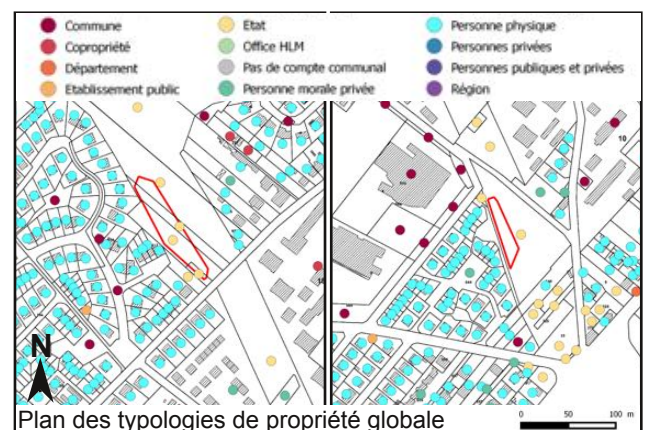 Commune
Copropriété
Département
Etablissement public
Etat
Office HLM
Pas de compte communal
Personne morale privée
Personne physique
Personnes privées
Personnes publiques et privées
Région
10
N
Plan des typologies de propriété globale
0 50 100 m